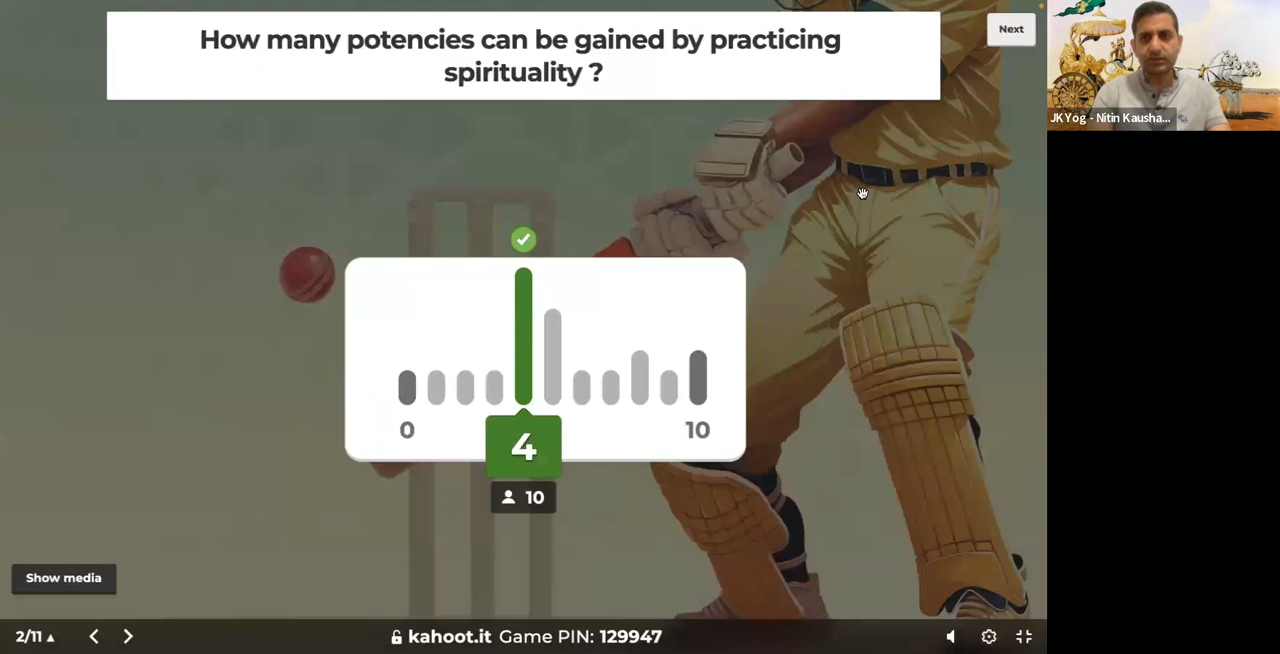 How many potencies can be gained by practicing
spirituality ?
Next
JKYog - Nitin Kausha...
0
10
4
10
Show media
2/11
kahoot.it Game PIN: 129947